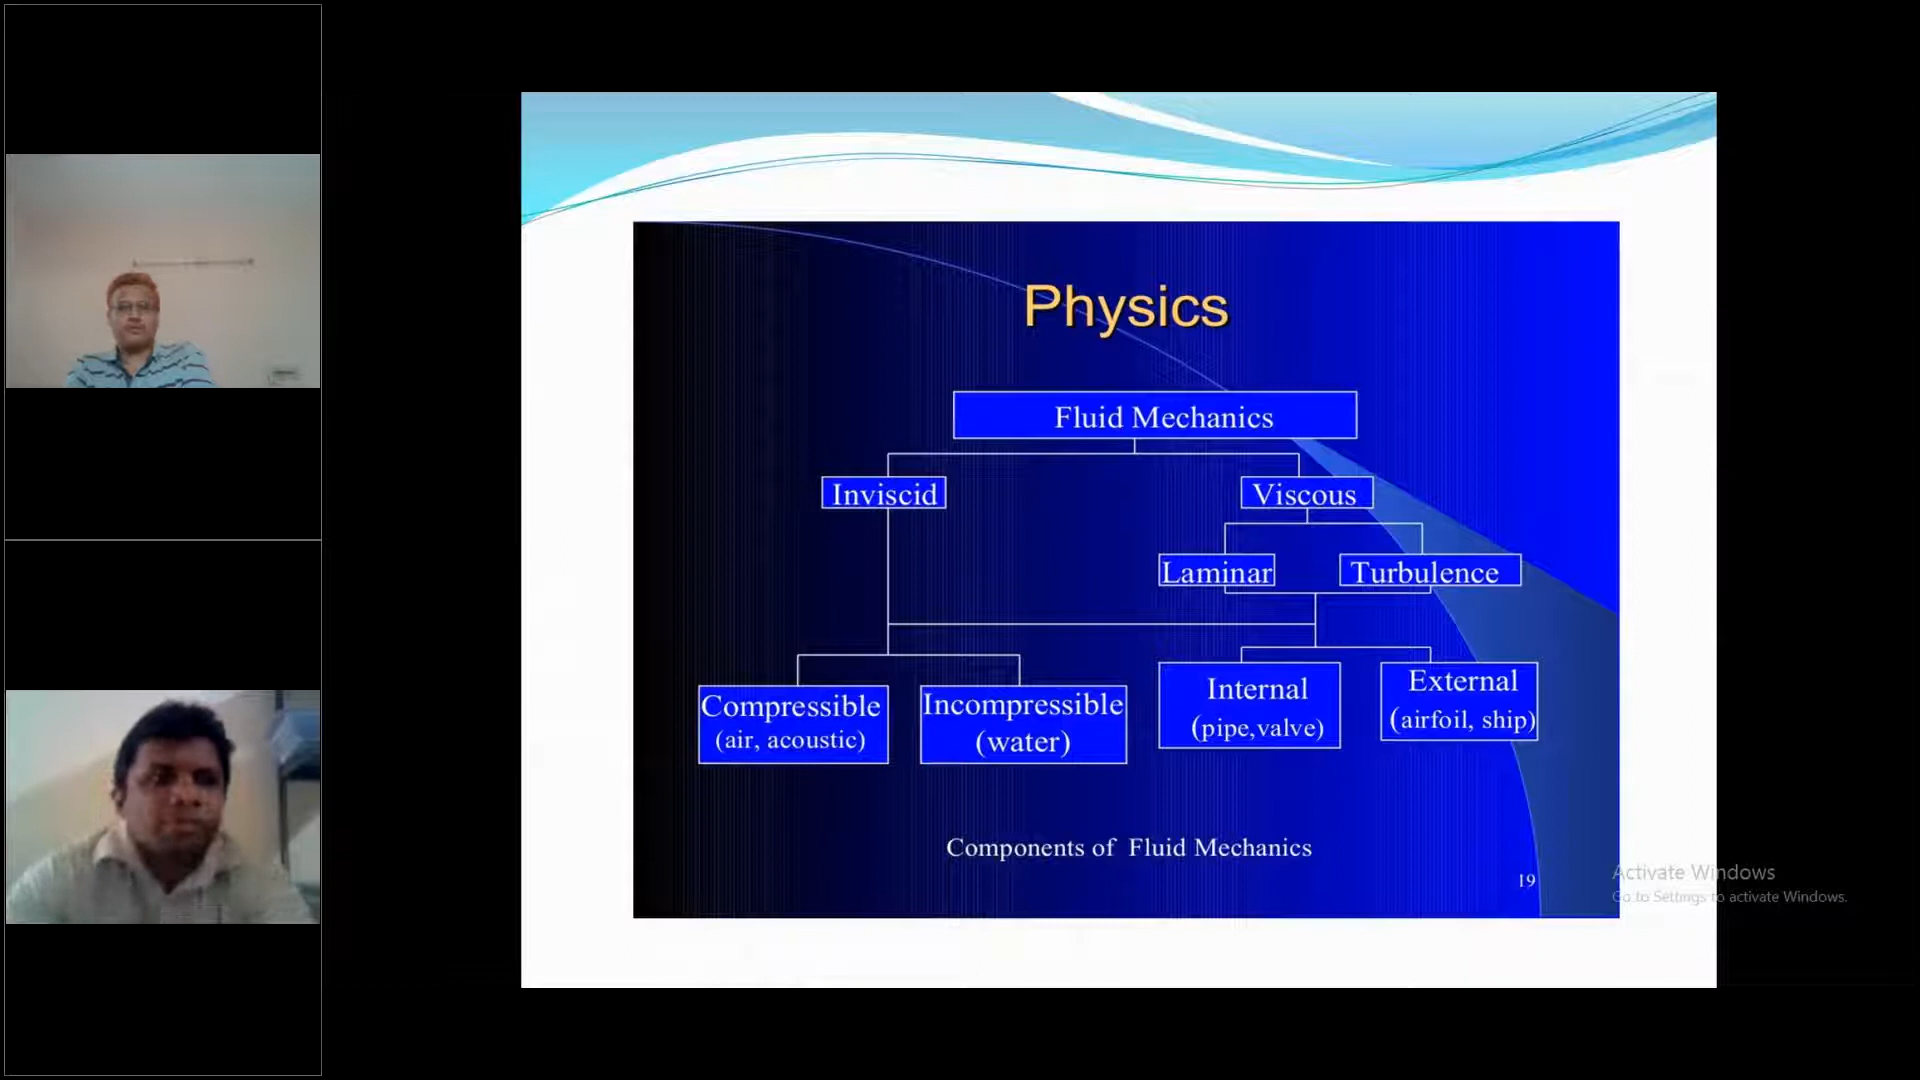 Physics
Fluid Mechanics
Inviscid
Viscous
Laminar
Turbulence
Compressible
(air, acoustic)
Incompressible
(water)
Internal
(pipe,valve)
External
(airfoil, ship)
Components of Fluid Mechanics
19
Activate Windows
Go to Settings to activate Windows.